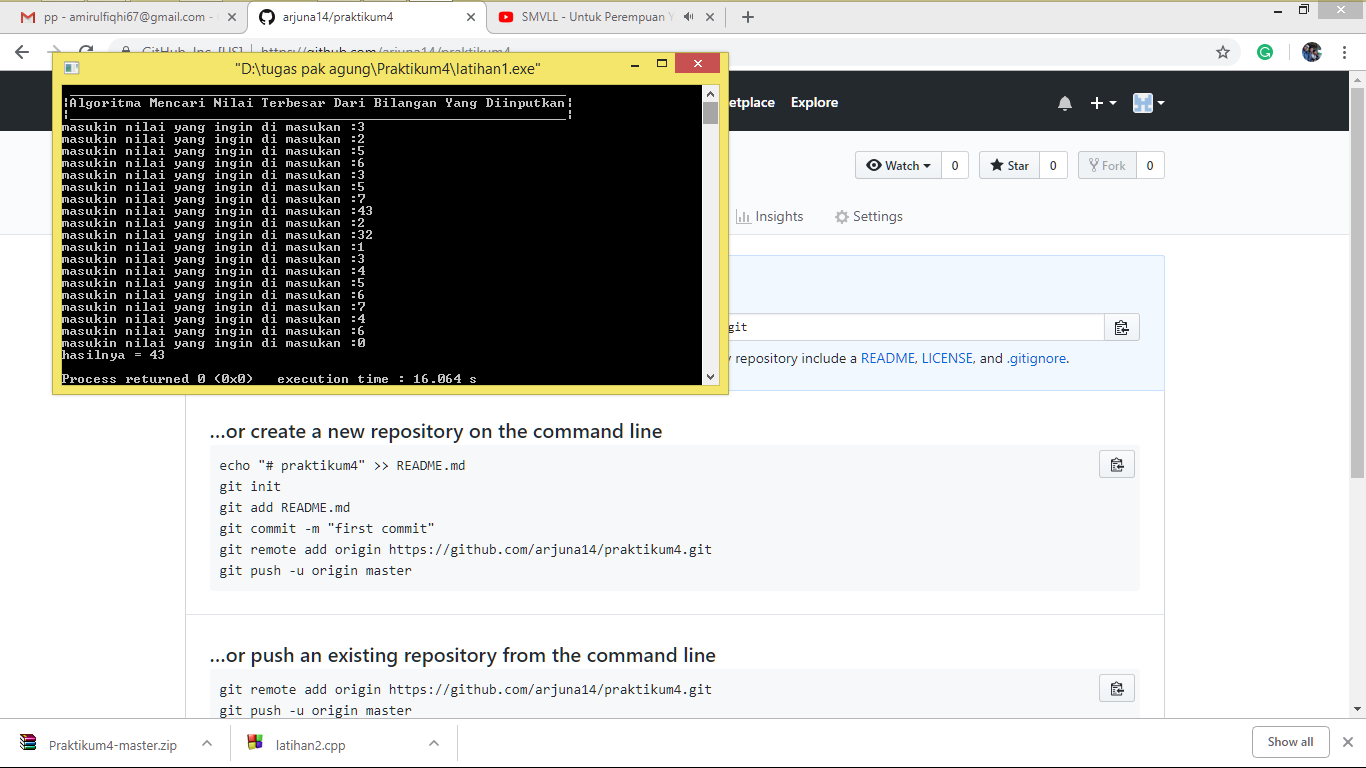 pp - amirulfiqhi67@gmail.com -
arjuna14/praktikum4
SMVLL - Untuk Perempuan Y
GitHub, Inc. [US] | https://github.com/arjuna14/praktikum4
"D:\tugas pak agung\Praktikum4\latihan1.exe"
Algoritma Mencari Nilai Terbesar Dari Bilangan Yang Diinputkan
masukin nilai yang ingin di masukan :3
masukin nilai yang ingin di masukan :2
masukin nilai yang ingin di masukan :5
masukin nilai yang ingin di masukan :6
masukin nilai yang ingin di masukan :3
masukin nilai yang ingin di masukan :5
masukin nilai yang ingin di masukan :7
masukin nilai yang ingin di masukan :43
masukin nilai yang ingin di masukan :2
masukin nilai yang ingin di masukan :32
masukin nilai yang ingin di masukan :1
masukin nilai yang ingin di masukan :3
masukin nilai yang ingin di masukan :4
masukin nilai yang ingin di masukan :5
masukin nilai yang ingin di masukan :6
masukin nilai yang ingin di masukan :7
masukin nilai yang ingin di masukan :4
masukin nilai yang ingin di masukan :6
masukin nilai yang ingin di masukan :0
hasilnya = 43
Process returned 0 (0x0)   execution time : 16.064 s
etplace Explore
Watch 0 Star 0 Fork 0
Insights Settings
git
repository include a README, LICENSE, and .gitignore.
...or create a new repository on the command line
echo "# praktikum4" >> README.md
git init
git add README.md
git commit -m "first commit"
git remote add origin https://github.com/arjuna14/praktikum4.git
git push -u origin master
...or push an existing repository from the command line
git remote add origin https://github.com/arjuna14/praktikum4.git
git push -u origin master
Praktikum4-master.zip
latihan2.cpp
Show all